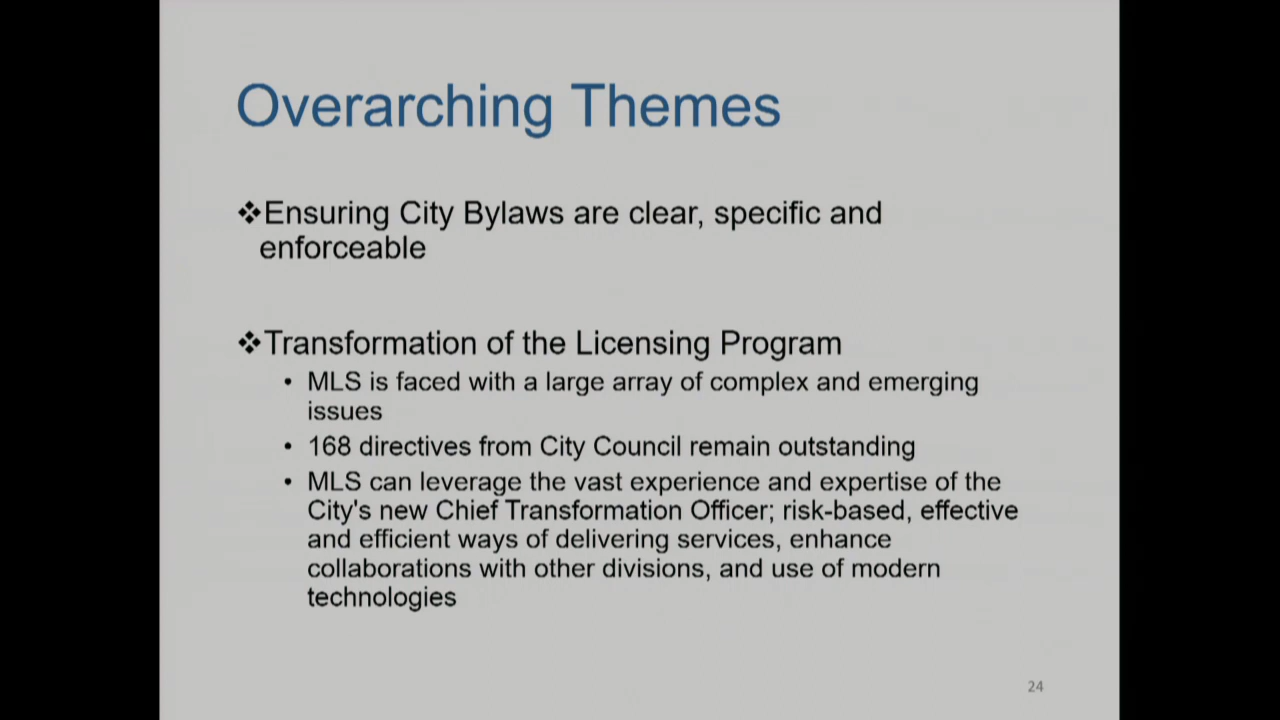 Overarching Themes
❖Ensuring City Bylaws are clear, specific and
enforceable
❖Transformation of the Licensing Program
• MLS is faced with a large array of complex and emerging
issues
• 168 directives from City Council remain outstanding
• MLS can leverage the vast experience and expertise of the
City's new Chief Transformation Officer; risk-based, effective
and efficient ways of delivering services, enhance
collaborations with other divisions, and use of modern
technologies
24